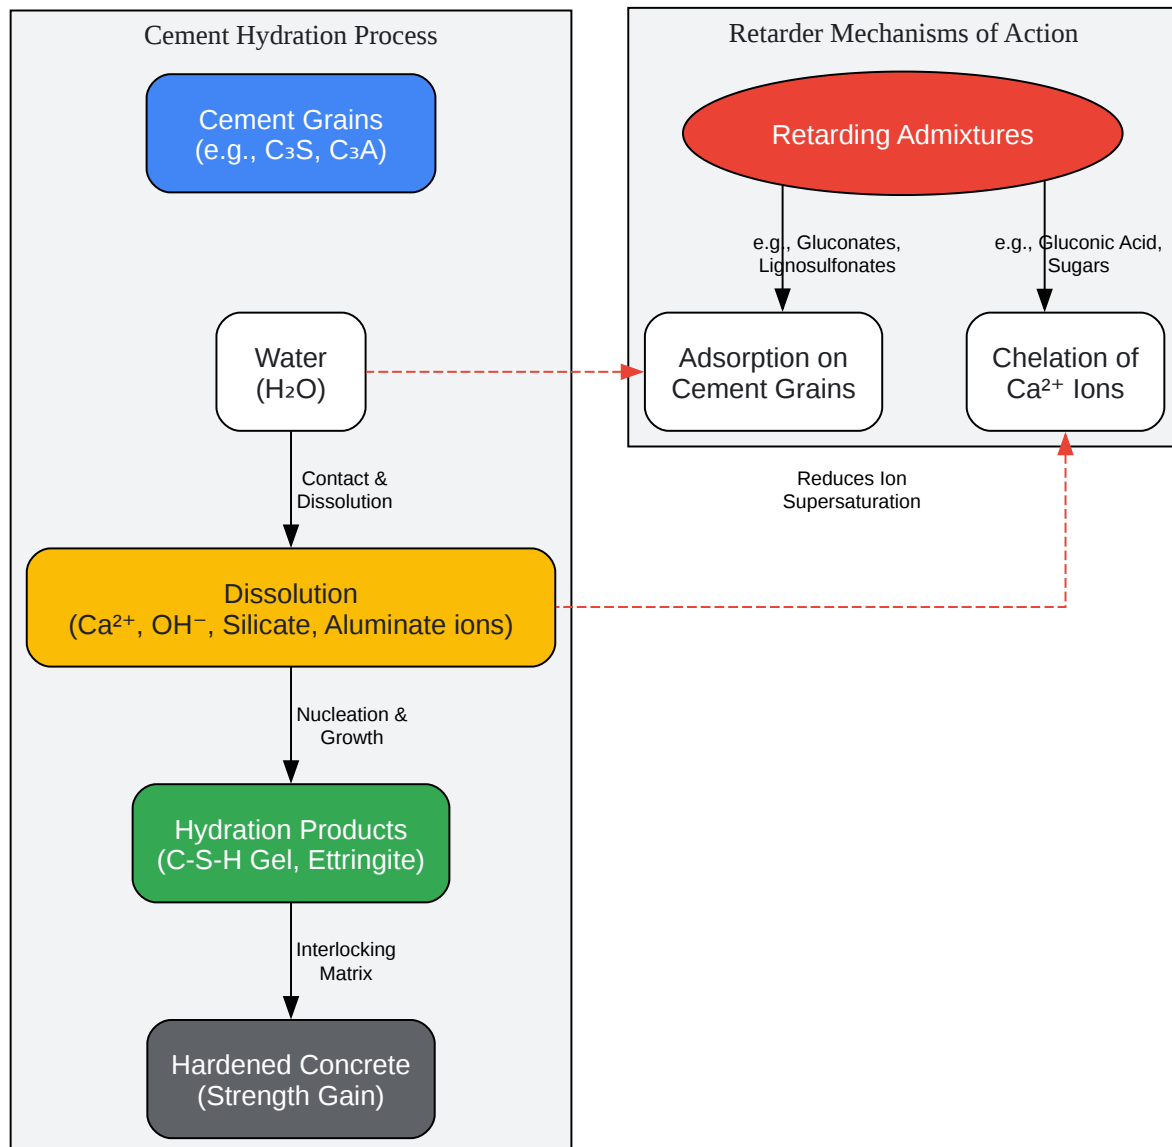 Cement Hydration Process
Cement Grains
(e.g., C₃S, C₃A)
Water
(H₂O)
Contact &
Dissolution
Dissolution
(Ca²⁺, OH⁻, Silicate, Aluminate ions)
Nucleation &
Growth
Hydration Products
(C-S-H Gel, Ettringite)
Interlocking
Matrix
Hardened Concrete
(Strength Gain)
Retarder Mechanisms of Action
Retarding Admixtures
e.g., Gluconates,
Lignosulfonates
e.g., Gluconic Acid,
Sugars
Adsorption on
Cement Grains
Chelation of
Ca²⁺ Ions
Reduces Ion
Supersaturation